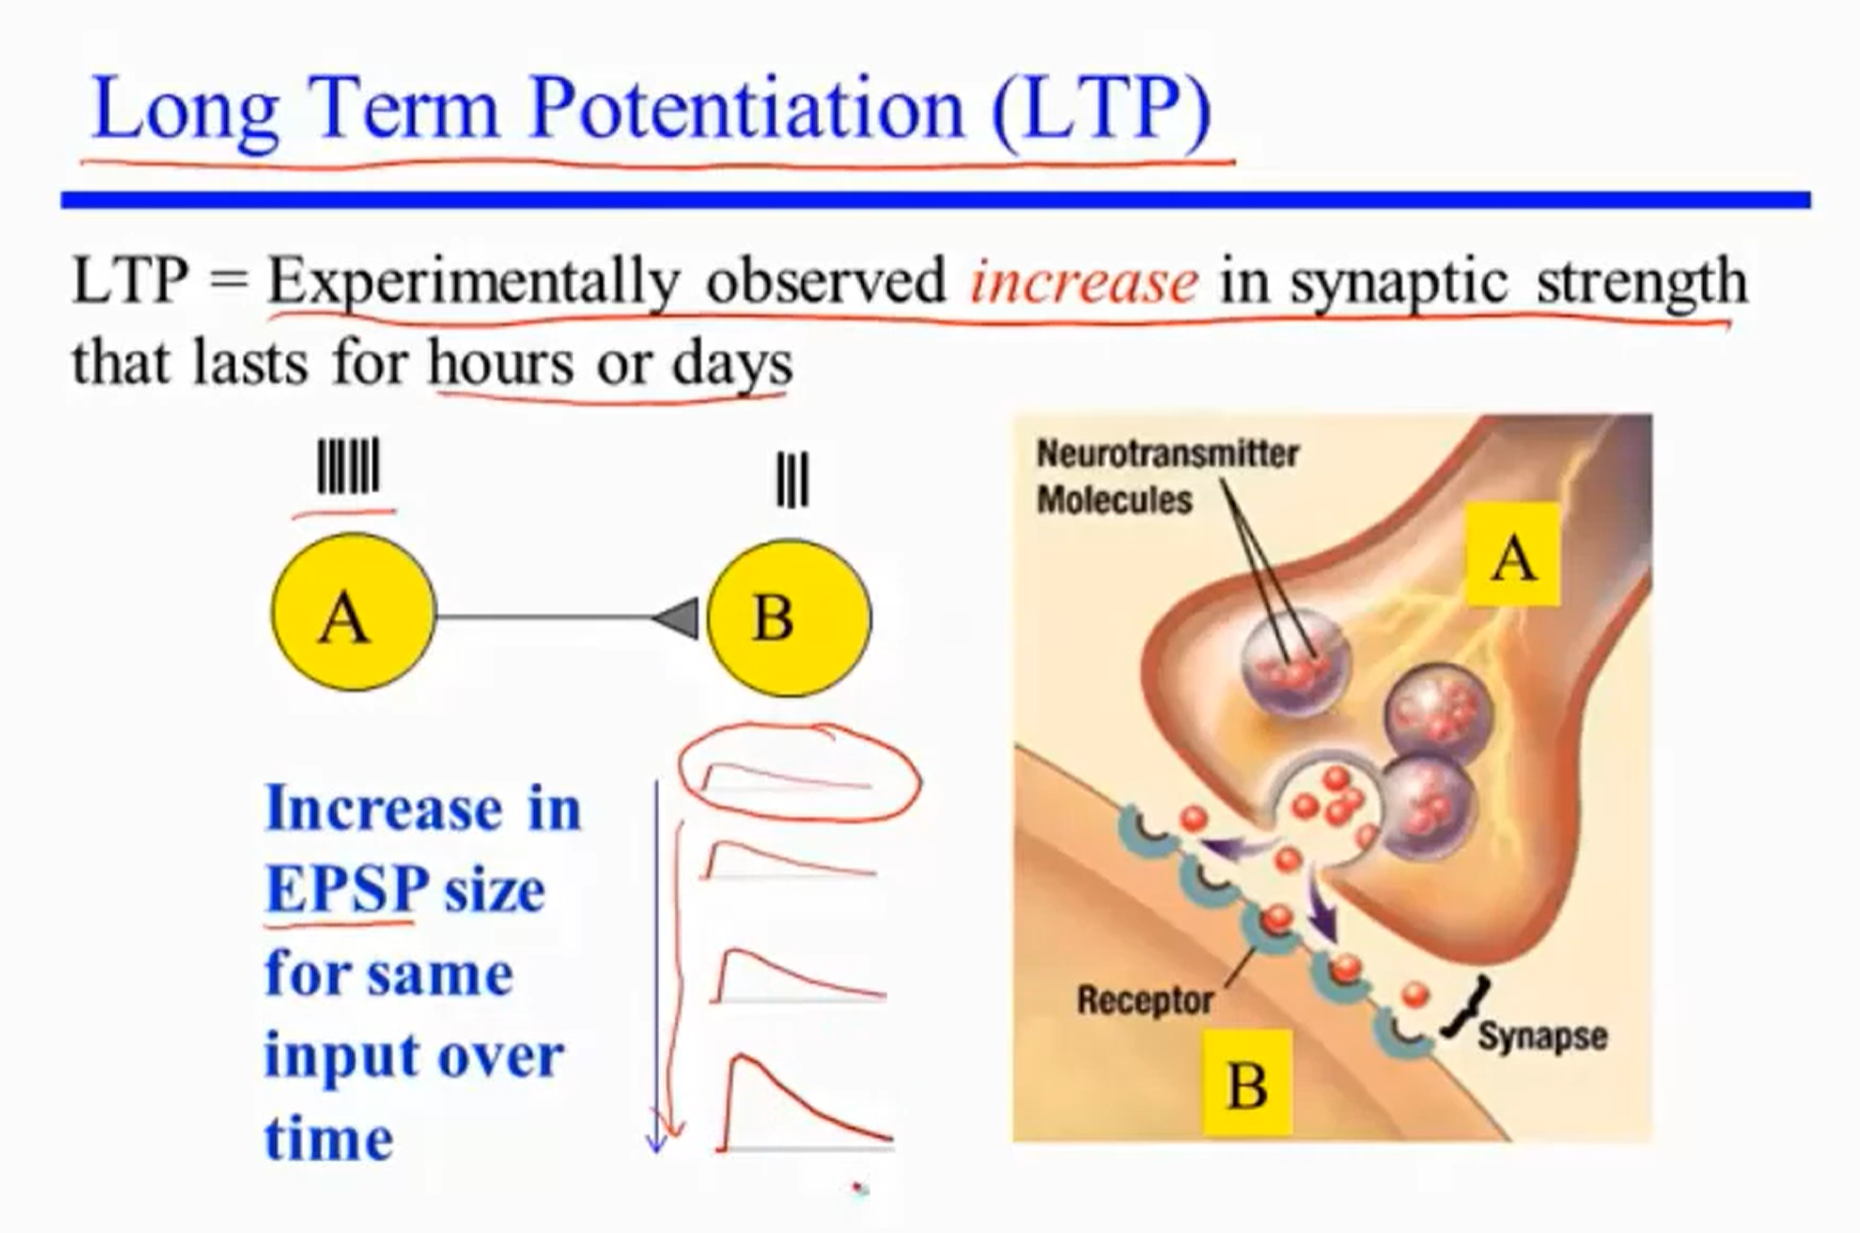 Long Term Potentiation (LTP)
LTP = Experimentally observed increase in synaptic strength
that lasts for hours or days
A
B
Increase in
EPSP size
for same
input over
time
Neurotransmitter
Molecules
A
Receptor
Synapse
B